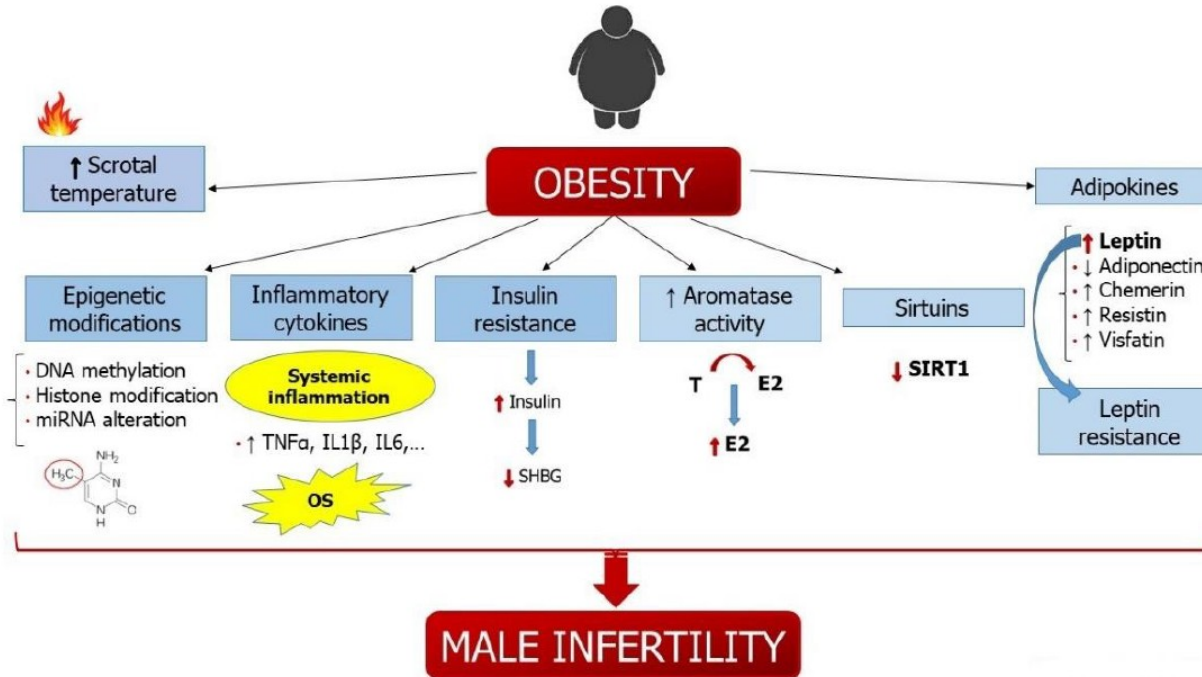 OBESITY
↑ Scrotal
temperature
Adipokines
↑ Leptin
· ↓ Adiponectin
· ↑ Chemerin
· ↑ Resistin
· ↑ Visfatin
Leptin
resistance
Epigenetic
modifications
· DNA methylation
· Histone modification
· miRNA alteration
NH₂
H₃C
N
O
N
H
Inflammatory
cytokines
Systemic
inflammation
· ↑ TNFα, IL1β, IL6,...
OS
Insulin
resistance
↑ Insulin
↓ SHBG
↑ Aromatase
activity
T E2
↑ E2
Sirtuins
↓ SIRT1
MALE INFERTILITY